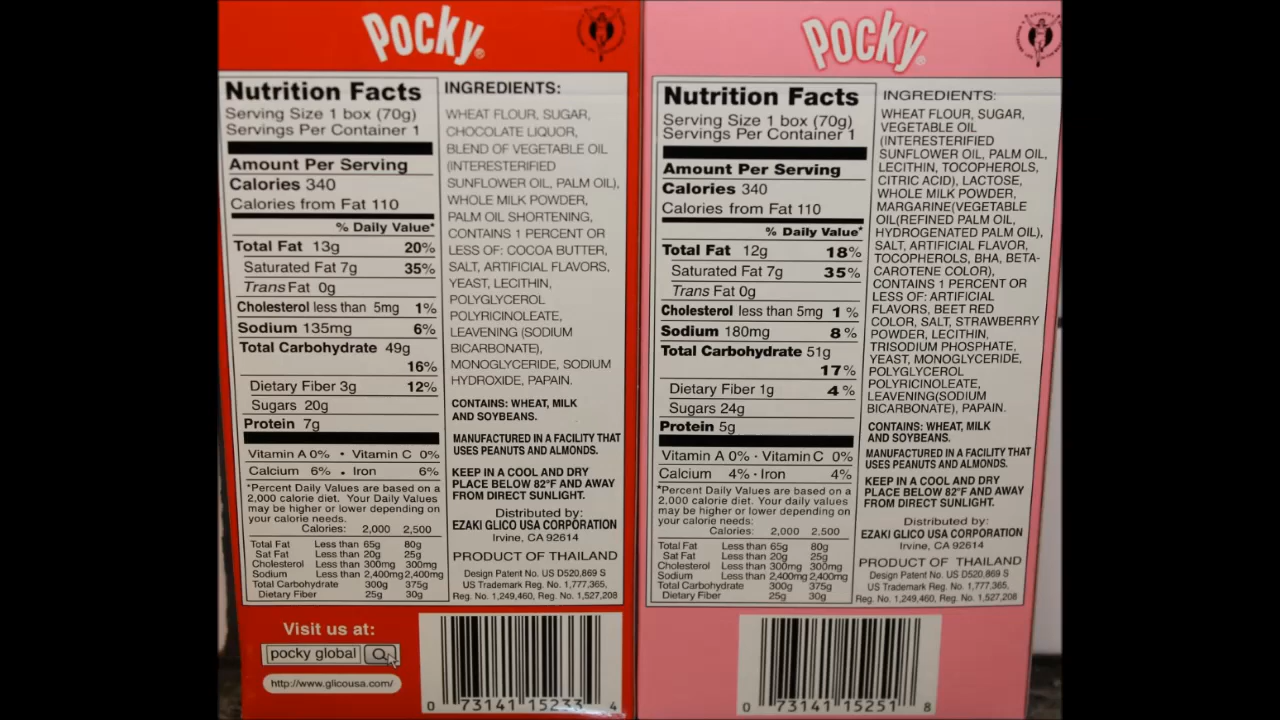 Pocky®
Nutrition Facts
Serving Size 1 box (70g)
Servings Per Container 1
Amount Per Serving
Calories 340
Calories from Fat 110
% Daily Value*
Total Fat 13g 20%
Saturated Fat 7g 35%
Trans Fat 0g
Cholesterol less than 5mg 1%
Sodium 135mg 6%
Total Carbohydrate 49g
16%
Dietary Fiber 3g 12%
Sugars 20g
Protein 7g
Vitamin A 0% • Vitamin C 0%
Calcium 6% • Iron 6%
*Percent Daily Values are based on a
2,000 calorie diet. Your Daily Values
may be higher or lower depending on
your calorie needs.
Calories: 2,000 2,500
Total Fat Less than 65g 80g
Sat Fat Less than 20g 25g
Cholesterol Less than 300mg 300mg
Sodium Less than 2,400mg 2,400mg
Total Carbohydrate 300g 375g
Dietary Fiber 25g 30g
INGREDIENTS:
WHEAT FLOUR, SUGAR,
CHOCOLATE LIQUOR,
BLEND OF VEGETABLE OIL
(INTERESTERIFIED
SUNFLOWER OIL, PALM OIL),
WHOLE MILK POWDER,
PALM OIL SHORTENING,
CONTAINS 1 PERCENT OR
LESS OF: COCOA BUTTER,
SALT, ARTIFICIAL FLAVORS,
YEAST, LECITHIN,
POLYGLYCEROL
POLYRICINOLEATE,
LEAVENING (SODIUM
BICARBONATE),
MONOGLYCERIDE, SODIUM
HYDROXIDE, PAPAIN.
CONTAINS: WHEAT, MILK
AND SOYBEANS.
MANUFACTURED IN A FACILITY THAT
USES PEANUTS AND ALMONDS.
KEEP IN A COOL AND DRY
PLACE BELOW 82°F AND AWAY
FROM DIRECT SUNLIGHT.
Distributed by:
EZAKI GLICO USA CORPORATION
Irvine, CA 92614
PRODUCT OF THAILAND
Design Patent No. US D520,869 S
US Trademark Reg. No. 1,777,365,
Reg. No. 1,249,460, Reg. No. 1,527,208
Visit us at:
pocky global
http://www.glicousa.com/
0 73141 15233 4
Pocky®
Nutrition Facts
Serving Size 1 box (70g)
Servings Per Container 1
Amount Per Serving
Calories 340
Calories from Fat 110
% Daily Value*
Total Fat 12g 18%
Saturated Fat 7g 35%
Trans Fat 0g
Cholesterol less than 5mg 1 %
Sodium 180mg 8 %
Total Carbohydrate 51g
17%
Dietary Fiber 1g 4 %
Sugars 24g
Protein 5g
Vitamin A 0% • Vitamin C 0%
Calcium 4% • Iron 4%
*Percent Daily Values are based on a
2,000 calorie diet. Your Daily Values
may be higher or lower depending on
your calorie needs:
Calories: 2,000 2,500
Total Fat Less than 65g 80g
Sat Fat Less than 20g 25g
Cholesterol Less than 300mg 300mg
Sodium Less than 2,400mg 2,400mg
Total Carbohydrate 300g 375g
Dietary Fiber 25g 30g
INGREDIENTS:
WHEAT FLOUR, SUGAR,
VEGETABLE OIL
(INTERESTERIFIED
SUNFLOWER OIL, PALM OIL,
LECITHIN, TOCOPHEROLS,
CITRIC ACID), LACTOSE,
WHOLE MILK POWDER,
MARGARINE(VEGETABLE
OIL(REFINED PALM OIL,
HYDROGENATED PALM OIL),
SALT, ARTIFICIAL FLAVOR,
TOCOPHEROLS, BHA, BETA-
CAROTENE COLOR),
CONTAINS 1 PERCENT OR
LESS OF: ARTIFICIAL
FLAVORS, BEET RED
COLOR, SALT, STRAWBERRY
POWDER, LECITHIN,
TRISODIUM PHOSPHATE,
YEAST, MONOGLYCERIDE,
POLYGLYCEROL
POLYRICINOLEATE,
LEAVENING(SODIUM
BICARBONATE), PAPAIN.
CONTAINS: WHEAT, MILK
AND SOYBEANS.
MANUFACTURED IN A FACILITY THAT
USES PEANUTS AND ALMONDS.
KEEP IN A COOL AND DRY
PLACE BELOW 82°F AND AWAY
FROM DIRECT SUNLIGHT.
Distributed by:
EZAKI GLICO USA CORPORATION
Irvine, CA 92614
PRODUCT OF THAILAND
Design Patent No. US D520,869 S
US Trademark Reg. No. 1,777,365,
Reg. No. 1,249,460, Reg. No. 1,527,208
0 73141 15251 8